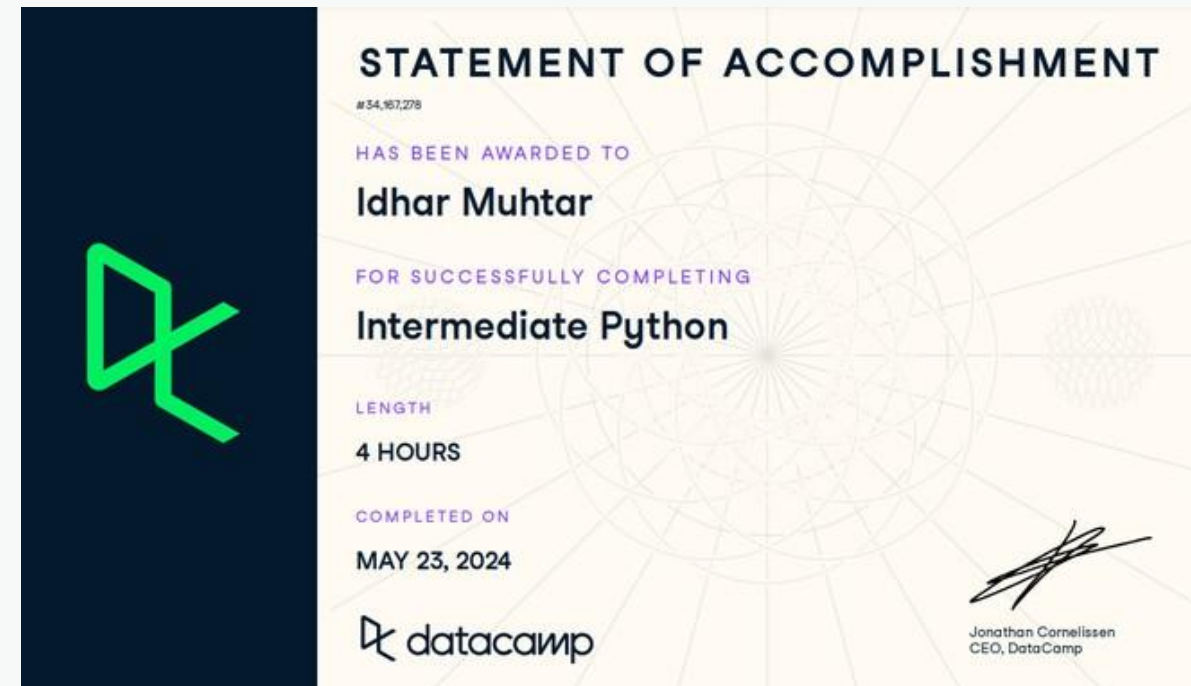 STATEMENT OF ACCOMPLISHMENT
#34,167,278
HAS BEEN AWARDED TO
Idhar Muhtar
FOR SUCCESSFULLY COMPLETING
Intermediate Python
LENGTH
4 HOURS
COMPLETED ON
MAY 23, 2024
datacamp
Jonathan Cornelissen
CEO, DataCamp